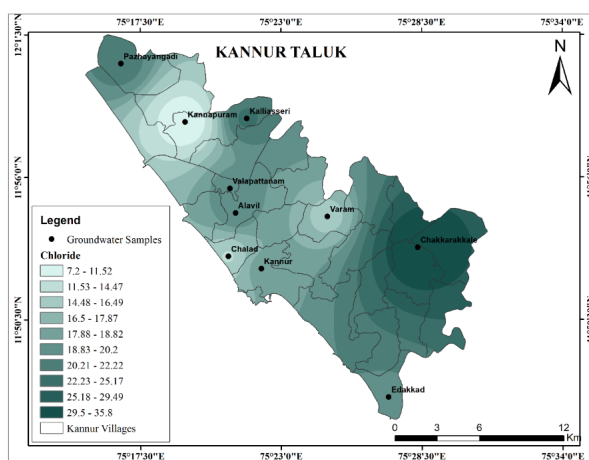 75°17'30"E 75°23'0"E 75°28'30"E 75°34'0"E
12°1'30"N
KANNUR TALUK
N
Pazhayangadi
Kannapuram
Kalliasseri
11°56'0"N
Valapattanam
Alavil
Varam
Chakkarakkale
Chalad
Kannur
11°50'30"N
Edakkad
Legend
Groundwater Samples
Chloride
7.2 - 11.52
11.53 - 14.47
14.48 - 16.49
16.5 - 17.87
17.88 - 18.82
18.83 - 20.2
20.21 - 22.22
22.23 - 25.17
25.18 - 29.49
29.5 - 35.8
Kannur Villages
0 3 6 12
Km
75°17'30"E 75°23'0"E 75°28'30"E 75°34'0"E